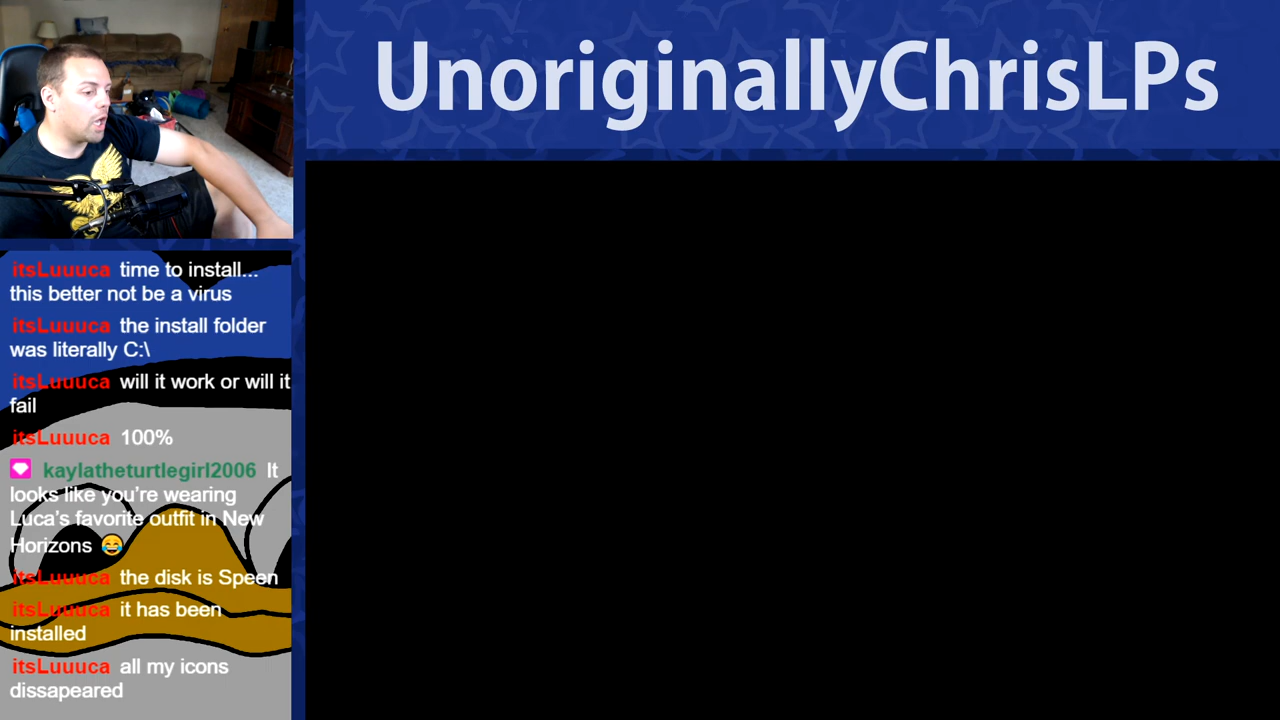 UnoriginallyChrisLPs
itsLuuuca time to install...
this better not be a virus
itsLuuuca the install folder
was literally C:\
itsLuuuca will it work or will it
fail
itsLuuuca 100%
kaylatheturtlegirl2006 It
looks like you’re wearing
Luca’s favorite outfit in New
Horizons 😂
itsLuuuca the disk is Speen
itsLuuuca it has been
installed
itsLuuuca all my icons
dissapeared